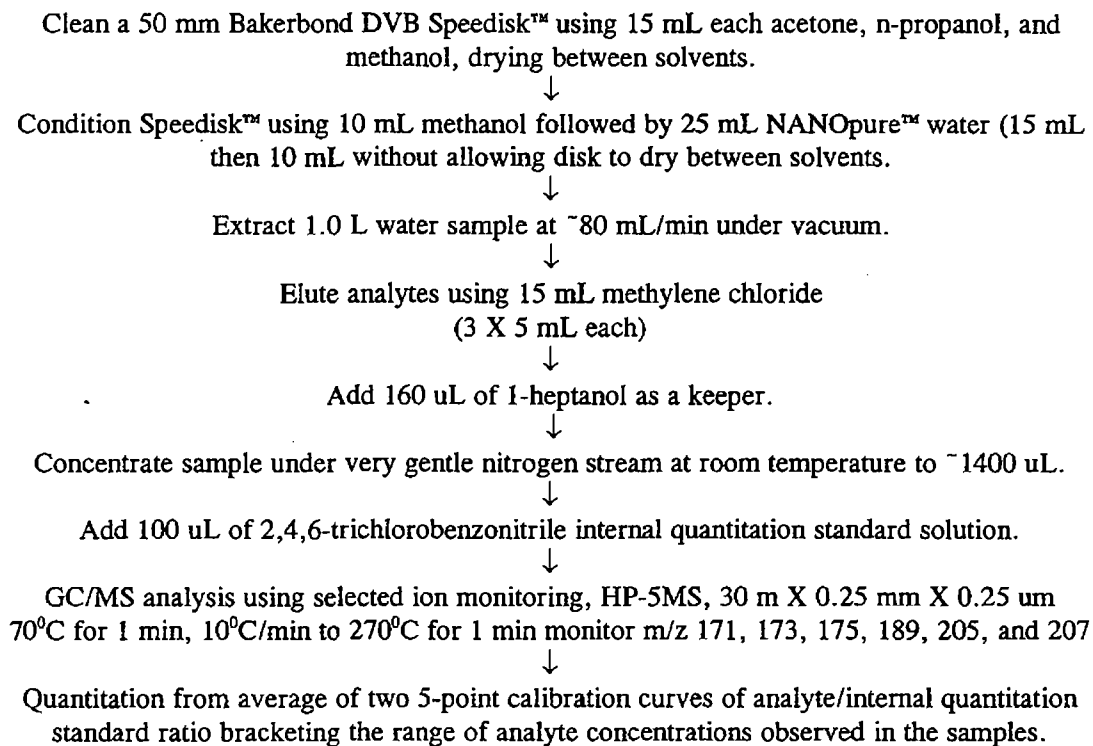 Clean a 50 mm Bakerbond DVB Speedisk™ using 15 mL each acetone, n-propanol, and
methanol, drying between solvents.
↓
Condition Speedisk™ using 10 mL methanol followed by 25 mL NANOpure™ water (15 mL
then 10 mL without allowing disk to dry between solvents.
↓
Extract 1.0 L water sample at ~80 mL/min under vacuum.
↓
Elute analytes using 15 mL methylene chloride
(3 X 5 mL each)
↓
Add 160 uL of 1-heptanol as a keeper.
↓
Concentrate sample under very gentle nitrogen stream at room temperature to ~1400 uL.
↓
Add 100 uL of 2,4,6-trichlorobenzonitrile internal quantitation standard solution.
↓
GC/MS analysis using selected ion monitoring, HP-5MS, 30 m X 0.25 mm X 0.25 um
70⁰C for 1 min, 10⁰C/min to 270⁰C for 1 min monitor m/z 171, 173, 175, 189, 205, and 207
↓
Quantitation from average of two 5-point calibration curves of analyte/internal quantitation
standard ratio bracketing the range of analyte concentrations observed in the samples.